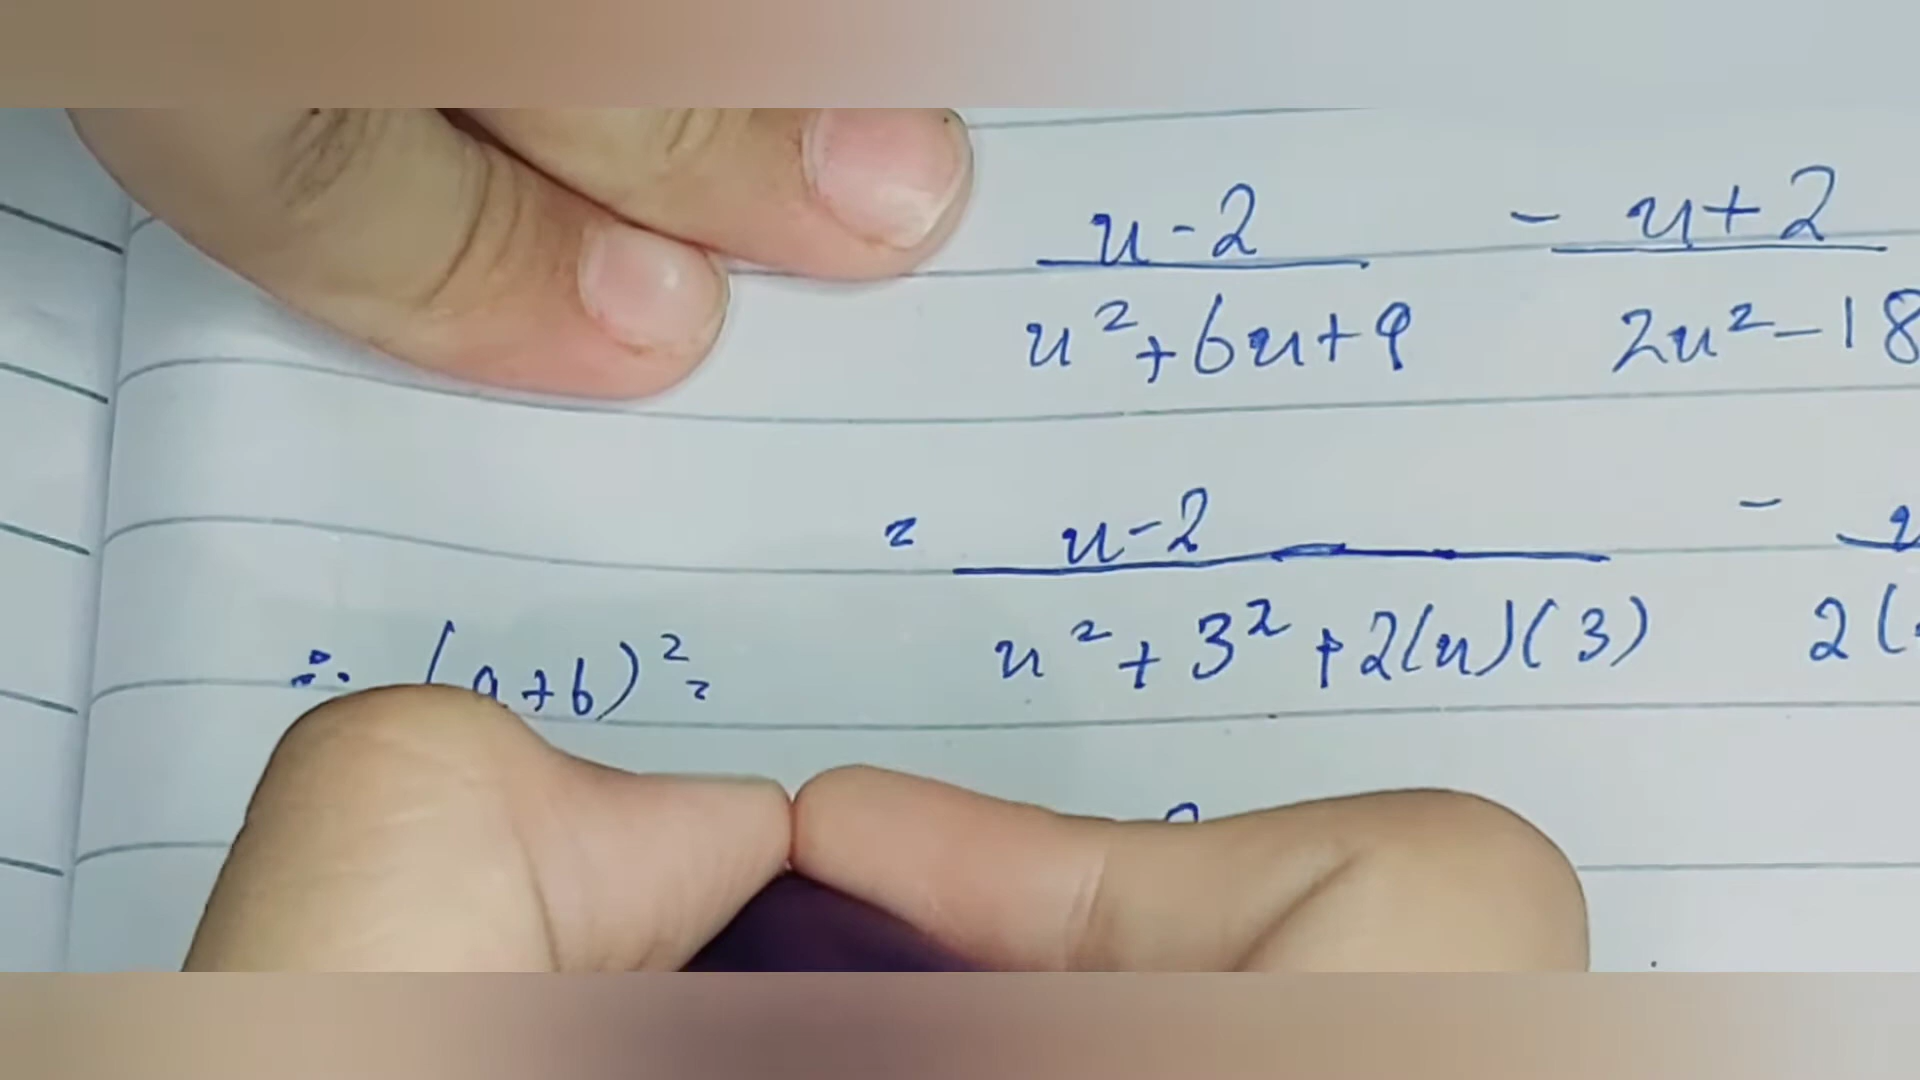 x-2 - x+2
x²+6x+9 2x²-18
= x-2 -
x²+3²+2(x)(3) 2(
∴ (a+b)²=